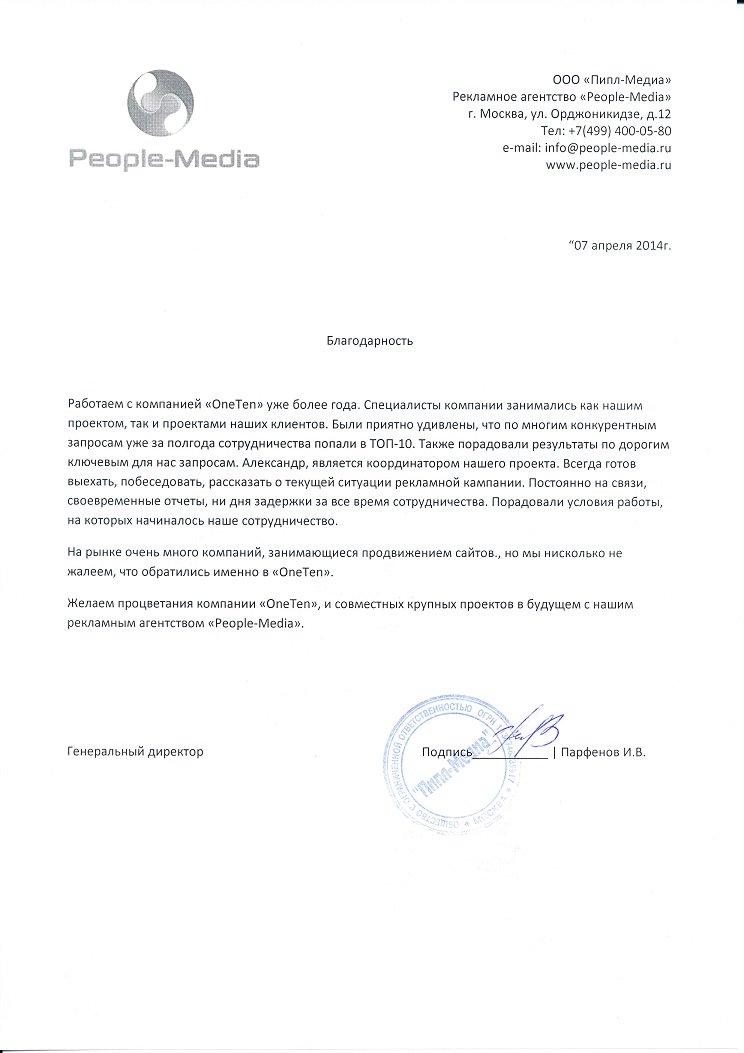 People-Media
ООО «Пипл-Медиа»
Рекламное агентство «People-Media»
г. Москва, ул. Орджоникидзе, д.12
Тел: +7(499) 400-05-80
e-mail: info@people-media.ru
www.people-media.ru
“07 апреля 2014г.
Благодарность
Работаем с компанией «OneTen» уже более года. Специалисты компании занимались как нашим
проектом, так и проектами наших клиентов. Были приятно удивлены, что по многим конкурентным
запросам уже за полгода сотрудничества попали в ТОП-10. Также порадовали результаты по дорогим
ключевым для нас запросам. Александр, является координатором нашего проекта. Всегда готов
выехать, побеседовать, рассказать о текущей ситуации рекламной кампании. Постоянно на связи,
своевременные отчеты, ни дня задержки за все время сотрудничества. Порадовали условия работы,
на которых начиналось наше сотрудничество.
На рынке очень много компаний, занимающиеся продвижением сайтов., но мы нисколько не
жалеем, что обратились именно в «OneTen».
Желаем процветания компании «OneTen», и совместных крупных проектов в будущем с нашим
рекламным агентством «People-Media».
Генеральный директор
Подпись___________ | Парфенов И.В.
ОБЩЕСТВО С ОГРАНИЧЕННОЙ ОТВЕТСТВЕННОСТЬЮ ОГРН
* МОСКВА *
"Пипл-Медиа"